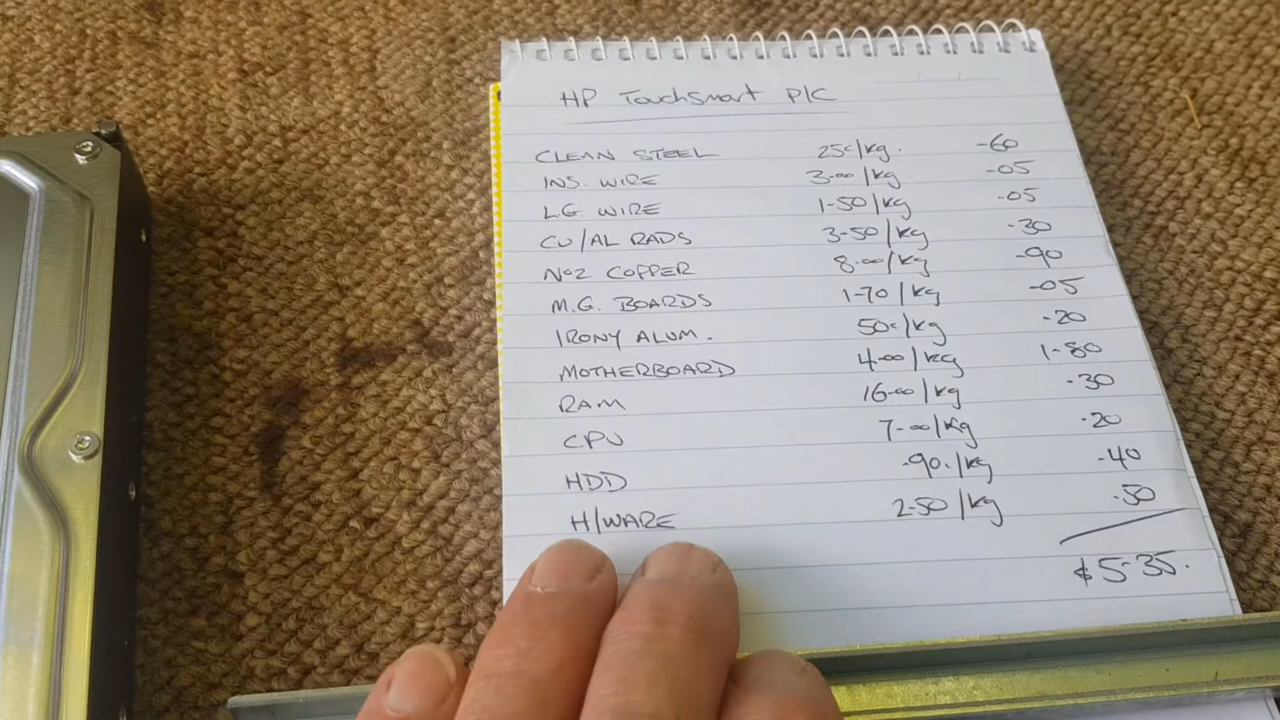 HP TouchSmart P/C
CLEAN STEEL 25c/kg. -60
INS. WIRE 3-00/kg -05
LG. WIRE 1-50/kg -05
CU/AL RADS 3-50/kg -30
No2 COPPER 8-00/kg -90
M.G. BOARDS 1-70/kg -05
IRONY ALUM. 50c/kg -20
MOTHERBOARD 4-00/kg 1-80
RAM 16-00/kg -30
CPU 7-00/kg -20
HDD -90./kg -40
H/WARE 2-50/kg .50
$5-35.